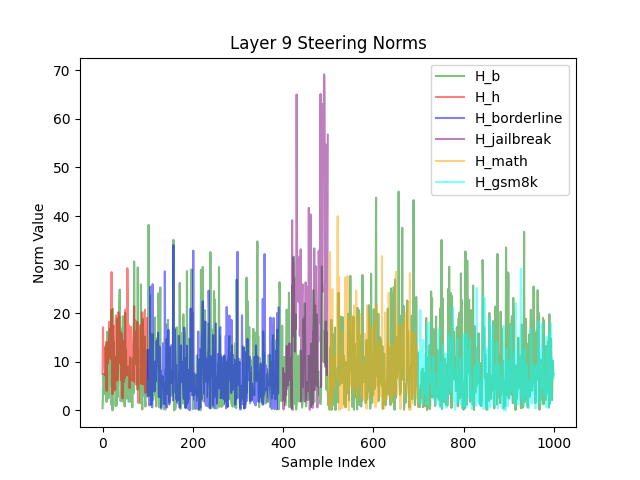 Layer 9 Steering Norms
Norm Value
70
60
50
40
30
20
10
0
H_b
H_h
H_borderline
H_jailbreak
H_math
H_gsm8k
0
200
400
600
800
1000
Sample Index